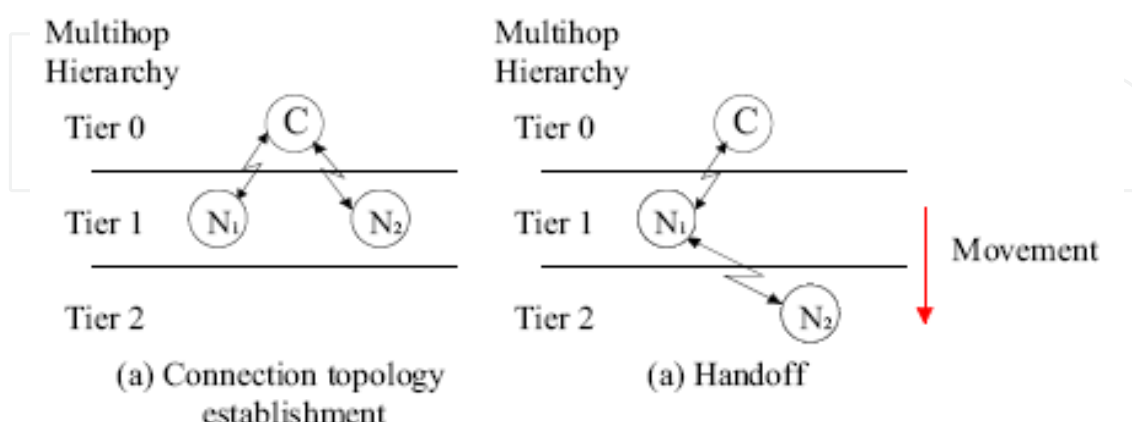 Multihop
Hierarchy
Tier 0
C
Tier 1
N₁
N₂
Tier 2
(a) Connection topology
establishment
Multihop
Hierarchy
Tier 0
C
Tier 1
N₁
Tier 2
N₂
Movement
(a) Handoff